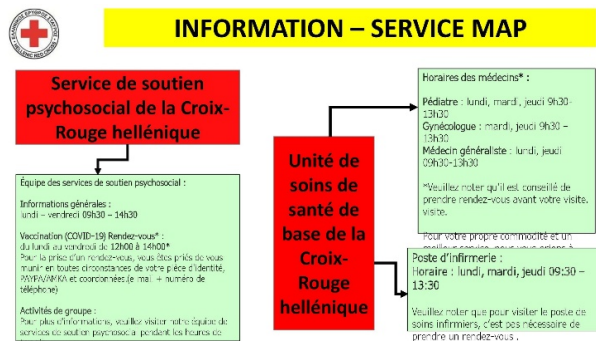 INFORMATION – SERVICE MAP
HELLENIC RED CROSS
Service de soutien
psychosocial de la Croix-
Rouge hellénique
Équipe des services de soutien psychosocial :
Informations générales :
lundi – vendredi 09h30 – 14h30
Vaccination (COVID-19) Rendez-vous* :
du lundi au vendredi de 12h00 à 14h00*
Pour la prise d'un rendez-vous, vous êtes priés de vous
munir en toutes circonstances de votre pièce d'identité,
PAYPA/AMKA et coordonnées.(e mail + numéro de
téléphone)
Activités de groupe :
Pour plus d'informations, veuillez visiter notre équipe de
services de soutien psychosocial pendant les heures de
Unité de
soins de
santé de
base de la
Croix-
Rouge
hellénique
Horaires des médecins* :
Pédiatre : lundi, mardi, jeudi 9h30-
13h30
Gynécologue : mardi, jeudi 9h30 –
13h30
Médecin généraliste : lundi, jeudi
09h30-13h30
*Veuillez noter qu'il est conseillé de
prendre rendez-vous avant votre visite.
visite.
Pour votre propre commodité et un
Poste d'infirmerie :
Horaire : lundi, mardi, jeudi 09:30 –
13:30
Veuillez noter que pour visiter le poste de
soins infirmiers, c'est pas nécessaire de
prendre un rendez-vous .